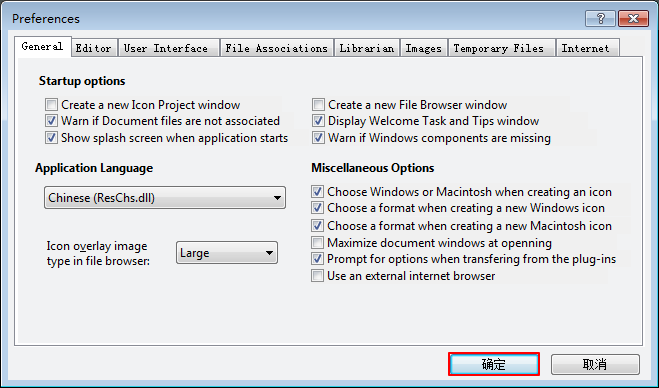 Preferences
General Editor User Interface File Associations Librarian Images Temporary Files Internet
Startup options
Create a new Icon Project window
Warn if Document files are not associated
Show splash screen when application starts
Create a new File Browser window
Display Welcome Task and Tips window
Warn if Windows components are missing
Application Language
Chinese (ResChs.dll)
Icon overlay image
type in file browser:
Large
Miscellaneous Options
Choose Windows or Macintosh when creating an icon
Choose a format when creating a new Windows icon
Choose a format when creating a new Macintosh icon
Maximize document windows at openning
Prompt for options when transfering from the plug-ins
Use an external internet browser
确定
取消